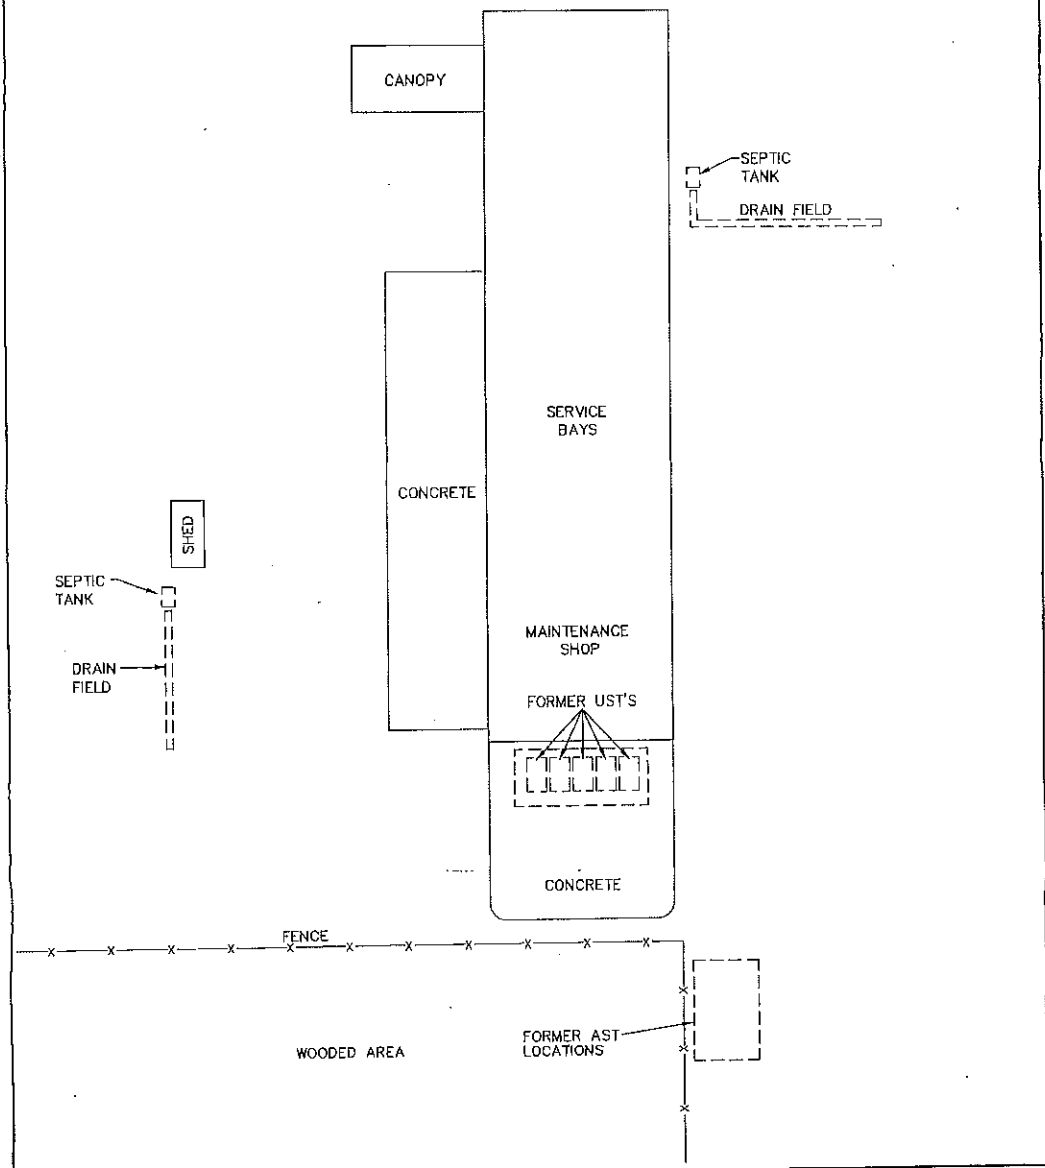 CANOPY
SEPTIC
TANK
DRAIN FIELD
SERVICE
BAYS
CONCRETE
SHED
SEPTIC
TANK
DRAIN
FIELD
MAINTENANCE
SHOP
FORMER UST'S
CONCRETE
FENCE
FORMER AST
LOCATIONS
WOODED AREA